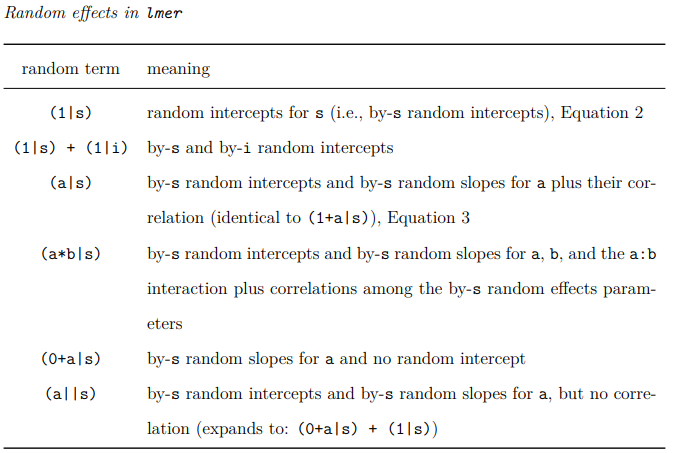 Random effects in lmer
random term meaning
(1|s) random intercepts for s (i.e., by-s random intercepts), Equation 2
(1|s) + (1|i) by-s and by-i random intercepts
(a|s) by-s random intercepts and by-s random slopes for a plus their cor-
relation (identical to (1+a|s)), Equation 3
(a*b|s) by-s random intercepts and by-s random slopes for a, b, and the a:b
interaction plus correlations among the by-s random effects param-
eters
(0+a|s) by-s random slopes for a and no random intercept
(a||s) by-s random intercepts and by-s random slopes for a, but no corre-
lation (expands to: (0+a|s) + (1|s))